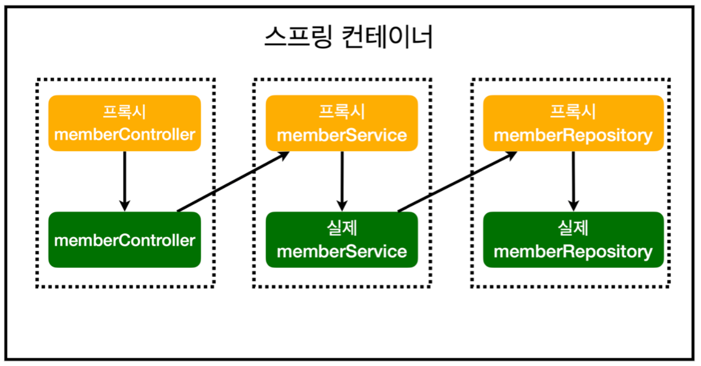 스프링 컨테이너
프록시
memberController
프록시
memberService
프록시
memberRepository
memberController
실제
memberService
실제
memberRepository